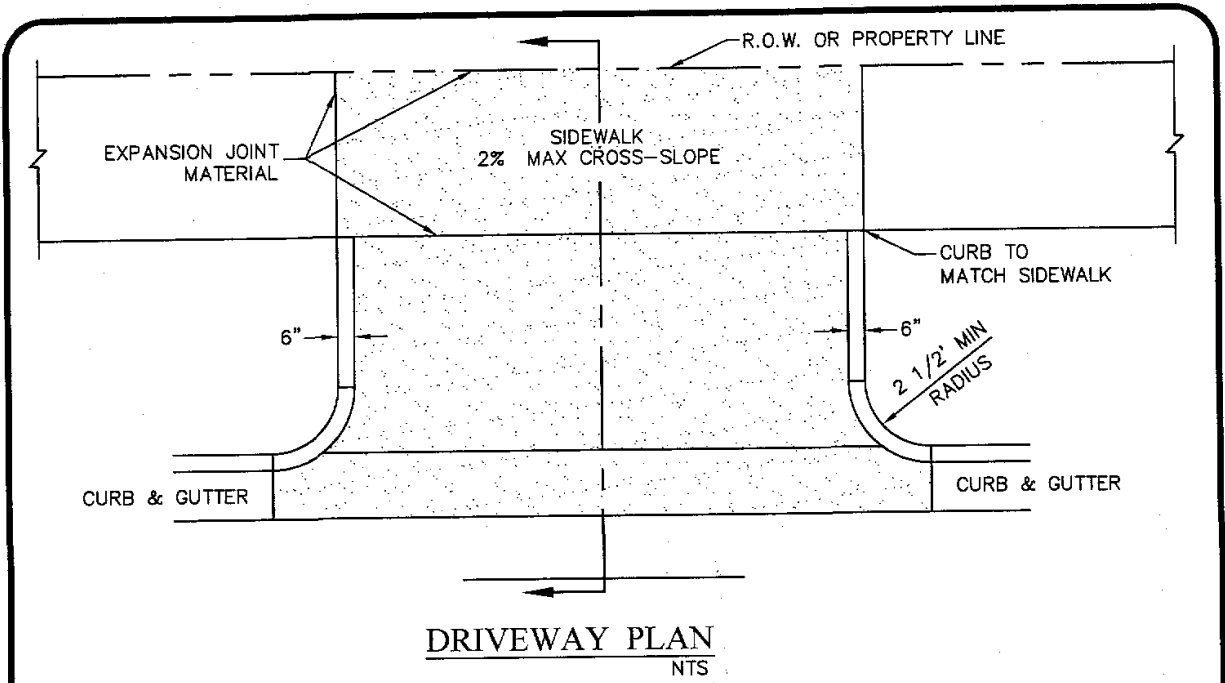 R.O.W. OR PROPERTY LINE
EXPANSION JOINT
MATERIAL
SIDEWALK
2% MAX CROSS-SLOPE
CURB TO
MATCH SIDEWALK
6"
6"
2 1/2' MIN
RADIUS
CURB & GUTTER
CURB & GUTTER
DRIVEWAY PLAN
NTS